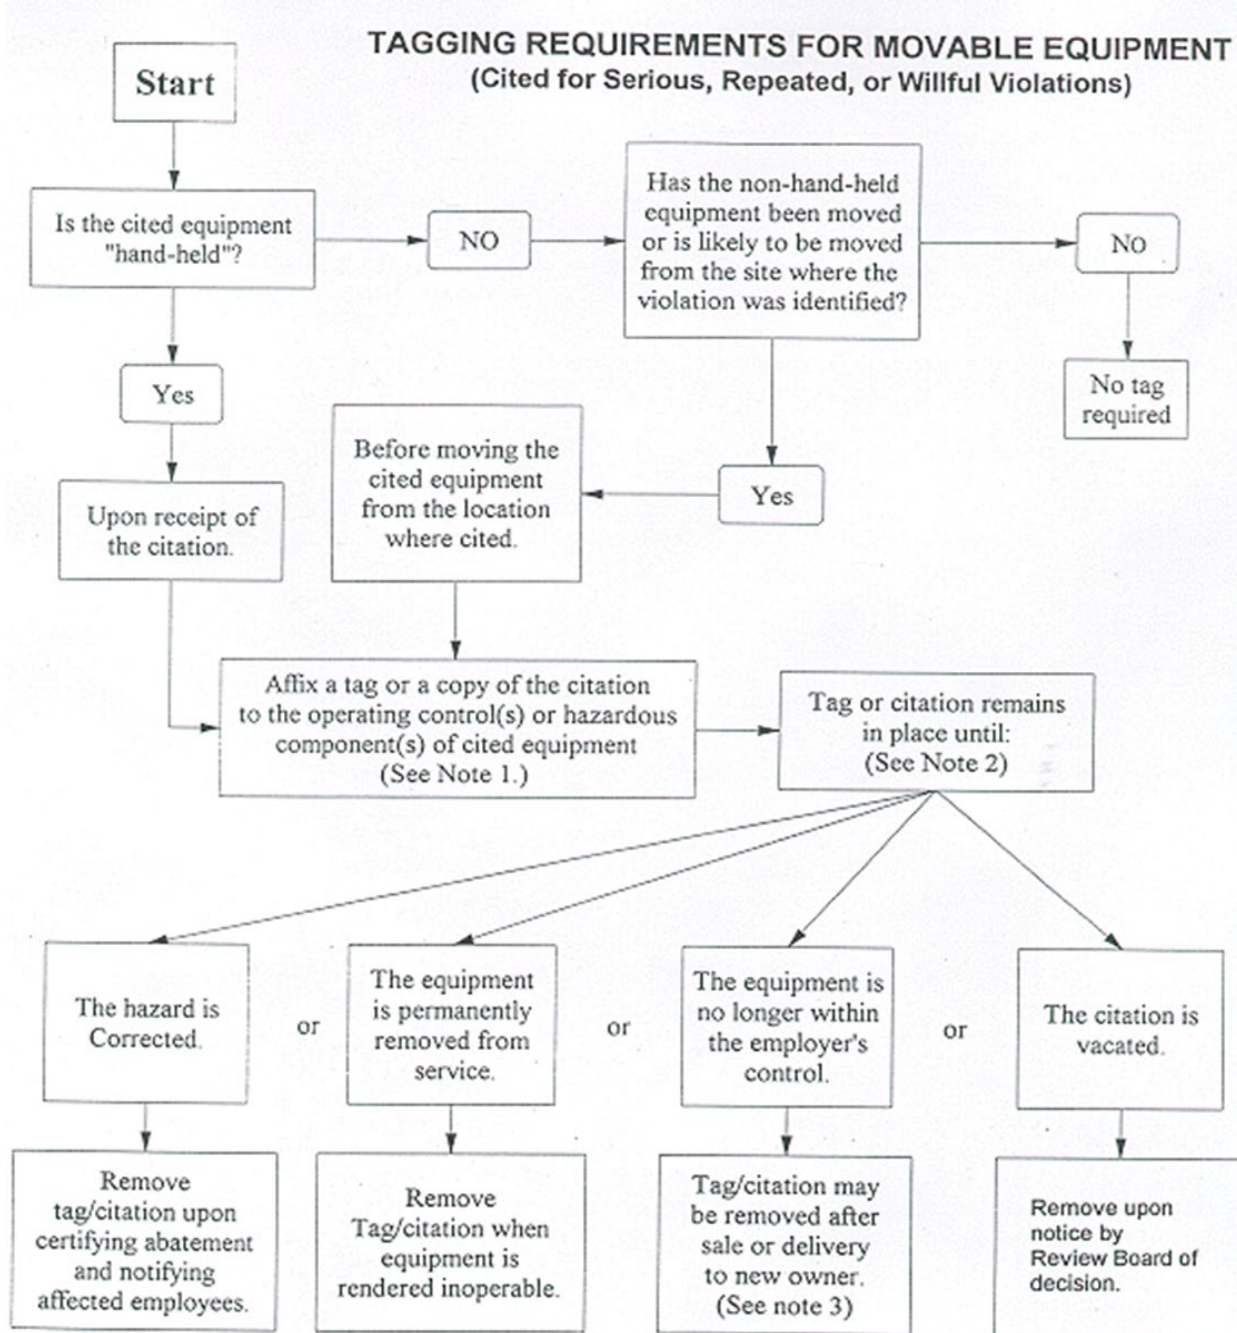 TAGGING REQUIREMENTS FOR MOVABLE EQUIPMENT
(Cited for Serious, Repeated, or Willful Violations)
Start
Is the cited equipment
"hand-held"?
NO
Has the non-hand-held
equipment been moved
or is likely to be moved
from the site where the
violation was identified?
NO
No tag
required
Yes
Yes
Before moving the
cited equipment
from the location
where cited.
Upon receipt of
the citation.
Affix a tag or a copy of the citation
to the operating control(s) or hazardous
component(s) of cited equipment
(See Note 1.)
Tag or citation remains
in place until:
(See Note 2)
The hazard is
Corrected.
or
The equipment
is permanently
removed from
service.
or
The equipment is
no longer within
the employer's
control.
or
The citation is
vacated.
Remove
tag/citation upon
certifying abatement
and notifying
affected employees.
Remove
Tag/citation when
equipment is
rendered inoperable.
Tag/citation may
be removed after
sale or delivery
to new owner.
(See note 3)
Remove upon
notice by
Review Board of
decision.